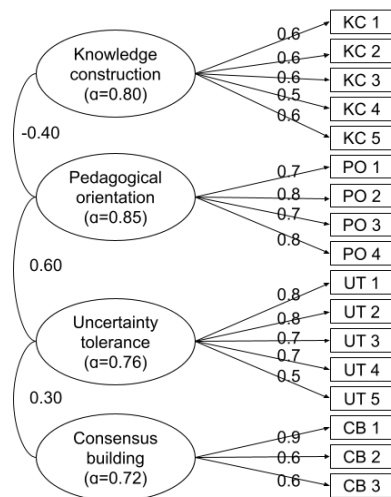 Knowledge
construction
(α=0.80)
0.6
0.6
0.6
0.5
0.6
KC 1
KC 2
KC 3
KC 4
KC 5
-0.40
Pedagogical
orientation
(α=0.85)
0.7
0.8
0.7
0.8
PO 1
PO 2
PO 3
PO 4
0.60
Uncertainty
tolerance
(α=0.76)
0.8
0.8
0.7
0.7
0.5
UT 1
UT 2
UT 3
UT 4
UT 5
0.30
Consensus
building
(α=0.72)
0.9
0.6
0.6
CB 1
CB 2
CB 3